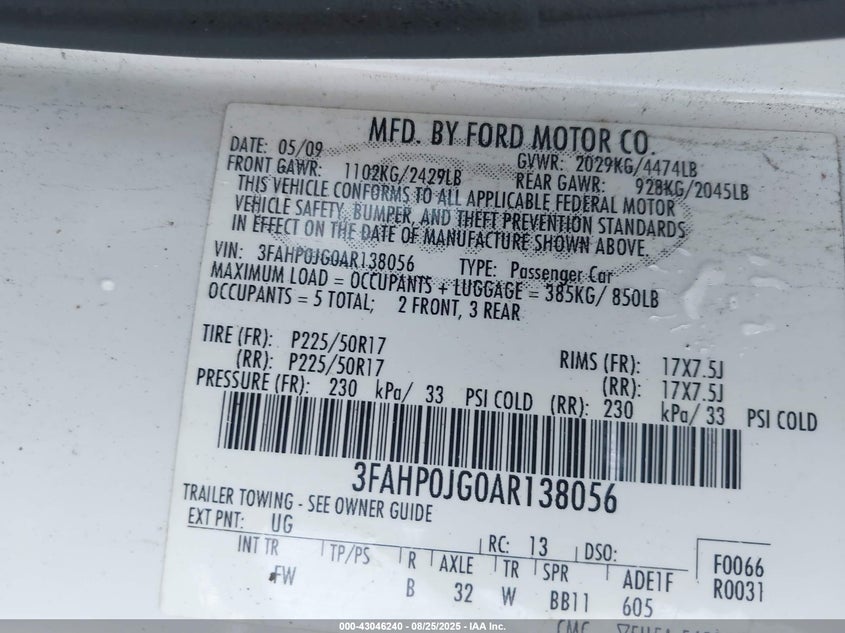 MFD. BY FORD MOTOR CO.
DATE: 05/09 GVWR: 2029KG/4474LB
FRONT GAWR: 1102KG/2429LB REAR GAWR: 928KG/2045LB
THIS VEHICLE CONFORMS TO ALL APPLICABLE FEDERAL MOTOR
VEHICLE SAFETY, BUMPER, AND THEFT PREVENTION STANDARDS
IN EFFECT ON THE DATE OF MANUFACTURE SHOWN ABOVE
VIN: 3FAHP0JG0AR138056 TYPE: Passenger Car
MAXIMUM LOAD = OCCUPANTS + LUGGAGE = 385KG/ 850LB
OCCUPANTS = 5 TOTAL; 2 FRONT, 3 REAR
TIRE (FR): P225/50R17 RIMS (FR): 17X7.5J
(RR): P225/50R17 (RR): 17X7.5J
PRESSURE (FR): 230 kPa/ 33 PSI COLD (RR): 230 kPa/ 33 PSI COLD
3FAHP0JG0AR138056
TRAILER TOWING - SEE OWNER GUIDE
EXT PNT: UG RC: 13 DSO: F0066
INT TR TP/PS R AXLE TR SPR ADE1F R0031
FW B 32 W BB11 605
000-43046240 - 08/25/2025 - IAA Inc.